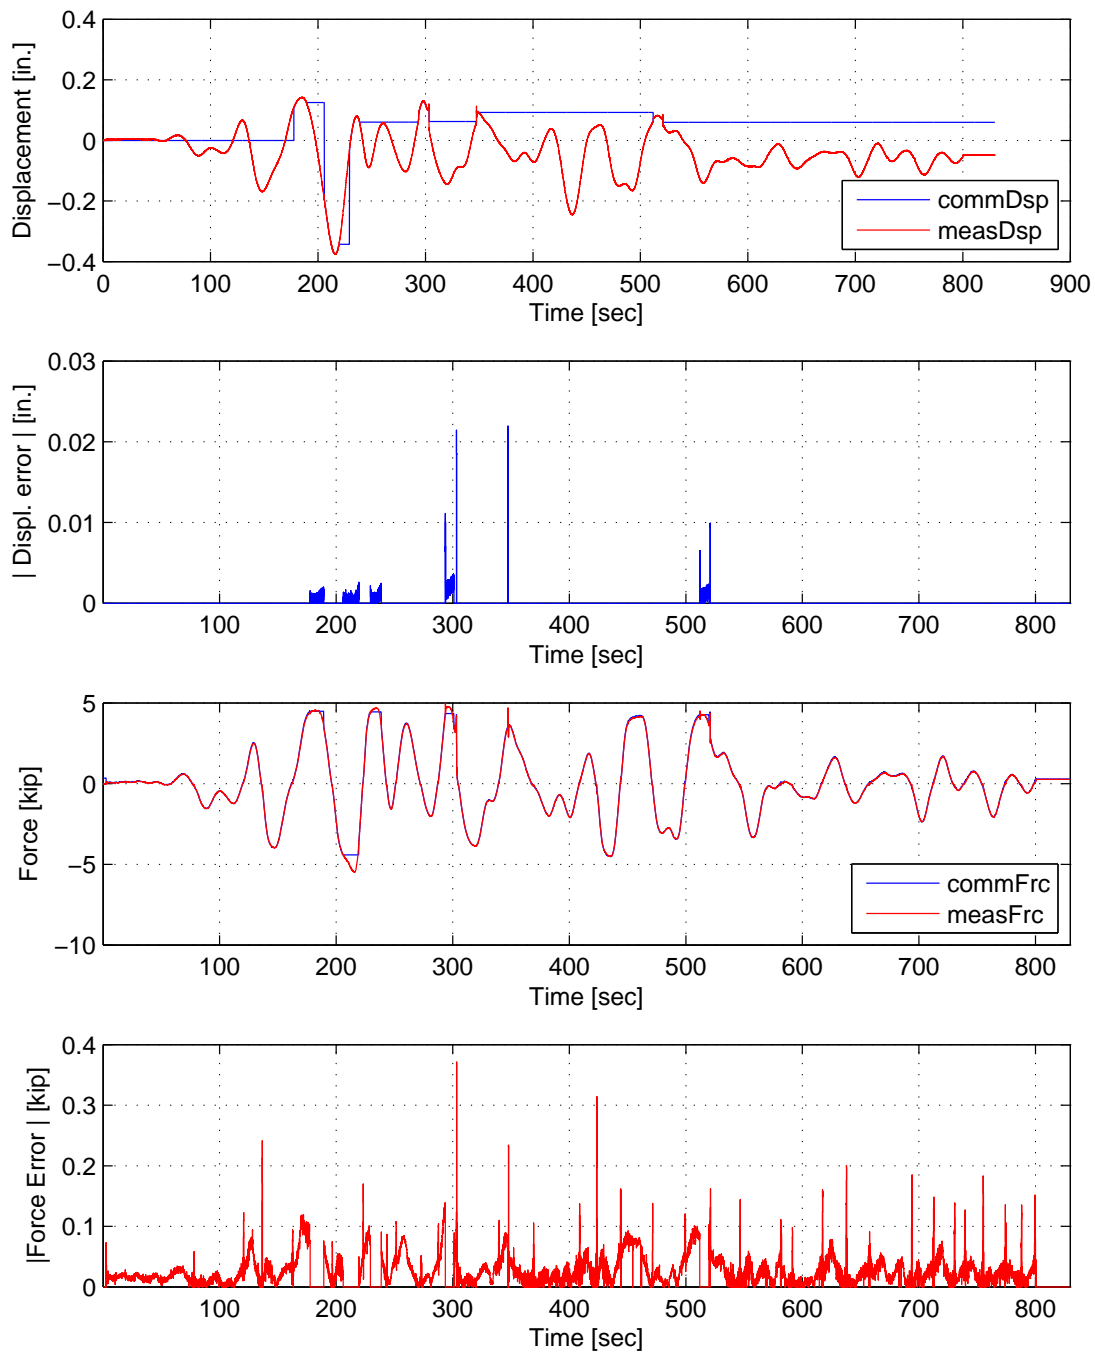 Displacement [in.]
0.4
0.2
0
−0.2
−0.4
0 100 200 300 400 500 600 700 800 900
Time [sec]
commDsp
measDsp
| Displ. error | [in.]
0.03
0.02
0.01
0
100 200 300 400 500 600 700 800
Time [sec]
Force [kip]
5
0
−5
−10
100 200 300 400 500 600 700 800
Time [sec]
commFrc
measFrc
|Force Error | [kip]
0.4
0.3
0.2
0.1
0
100 200 300 400 500 600 700 800
Time [sec]